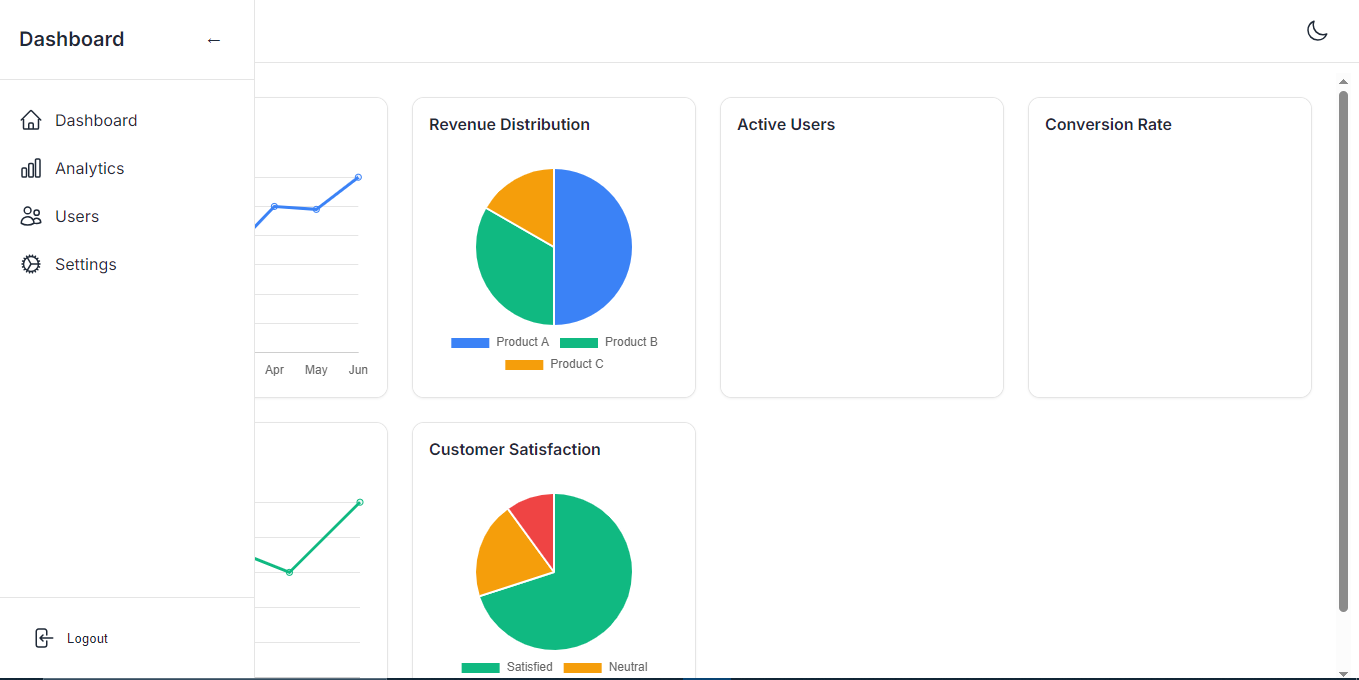 Dashboard ←
Dashboard
Analytics
Users
Settings
Logout
Apr May Jun
Revenue Distribution
Product A Product B
Product C
Active Users
Conversion Rate
Customer Satisfaction
Satisfied Neutral